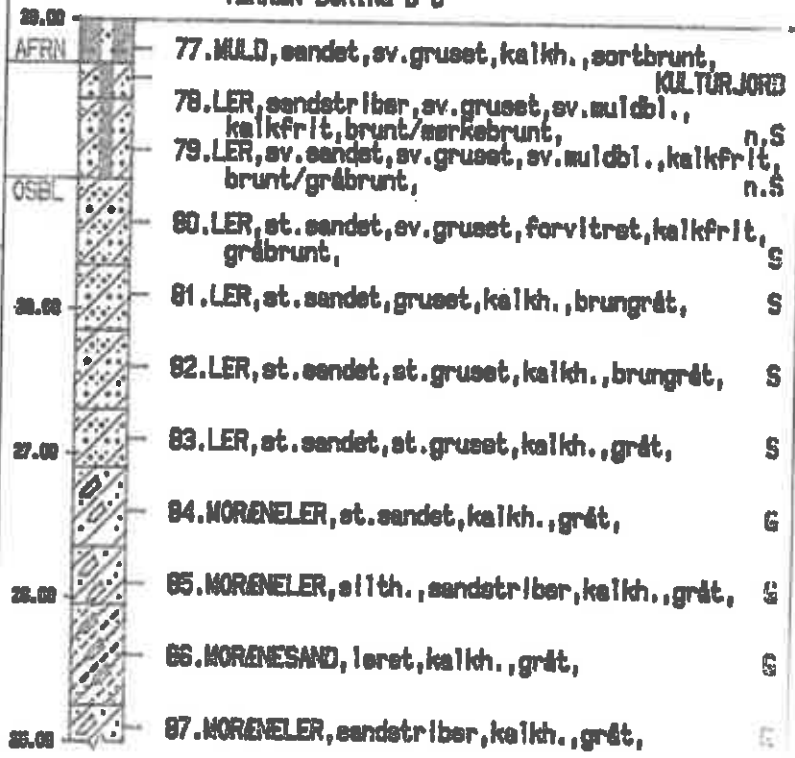 29.00
AFRN
77.MULD,sandet,sv.gruset,kalkh.,sortbrunt,
KULTURJORD
78.LER,sandstriber,sv.gruset,sv.muldbl.,
kalkfrit,brunt/mørkebrunt, n.S
79.LER,sv.sandet,sv.gruset,sv.muldbl.,kalkfrit,
brunt/gråbrunt, n.S
OSBL
80.LER,st.sandet,sv.gruset,forvitret,kalkfrit,
gråbrunt, S
81.LER,st.sandet,gruset,kalkh.,brungråt, S
82.LER,st.sandet,st.gruset,kalkh.,brungråt, S
27.00
83.LER,st.sandet,st.gruset,kalkh.,gråt, S
84.MORÆNELER,st.sandet,kalkh.,gråt, G
85.MORÆNELER,silth.,sandstriber,kalkh.,gråt, G
86.MORÆNESAND,leret,kalkh.,gråt, G
87.MORÆNELER,sandstriber,kalkh.,gråt, G